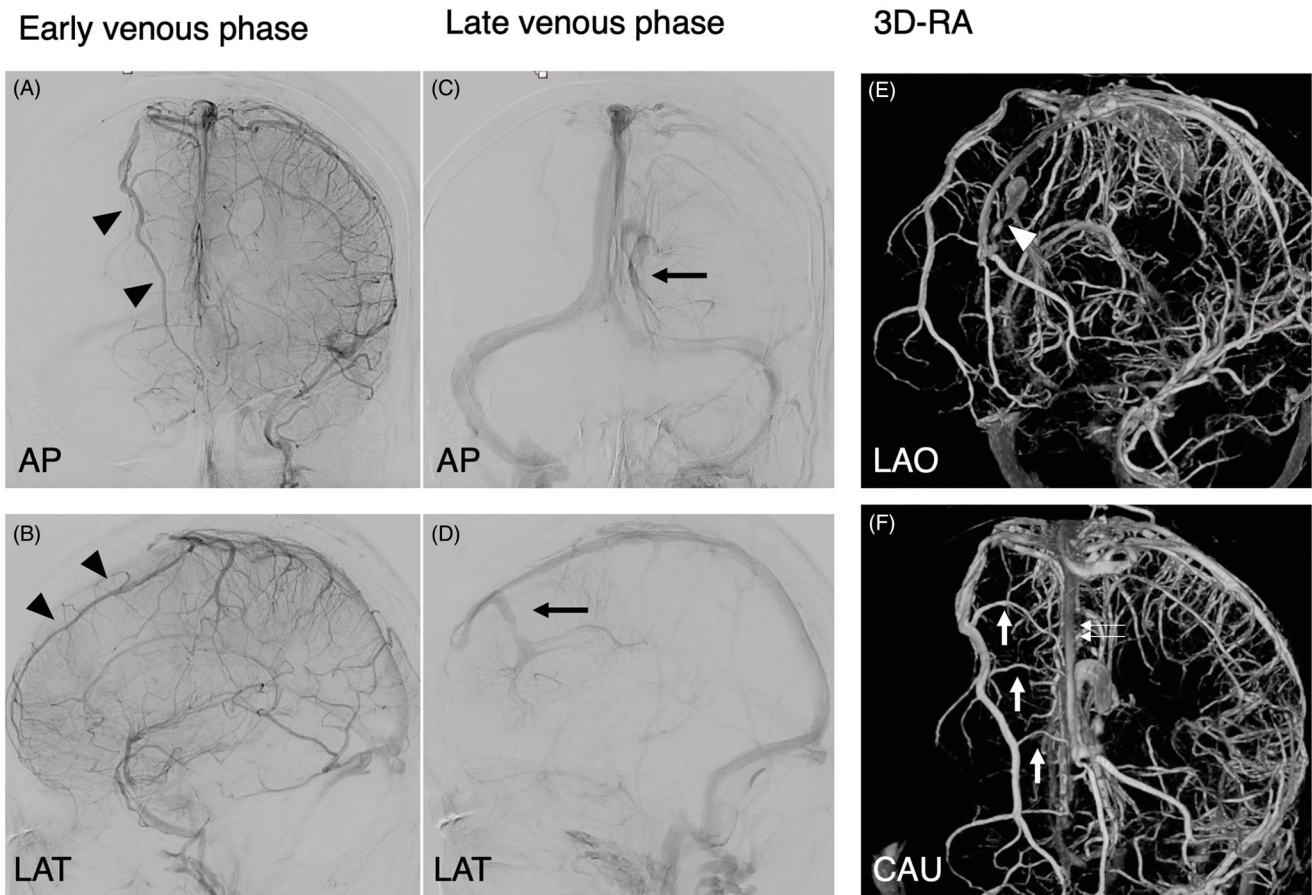 Early venous phase
Late venous phase
3D-RA
(A)
(C)
(E)
AP
AP
LAO
(B)
(D)
(F)
LAT
LAT
CAU